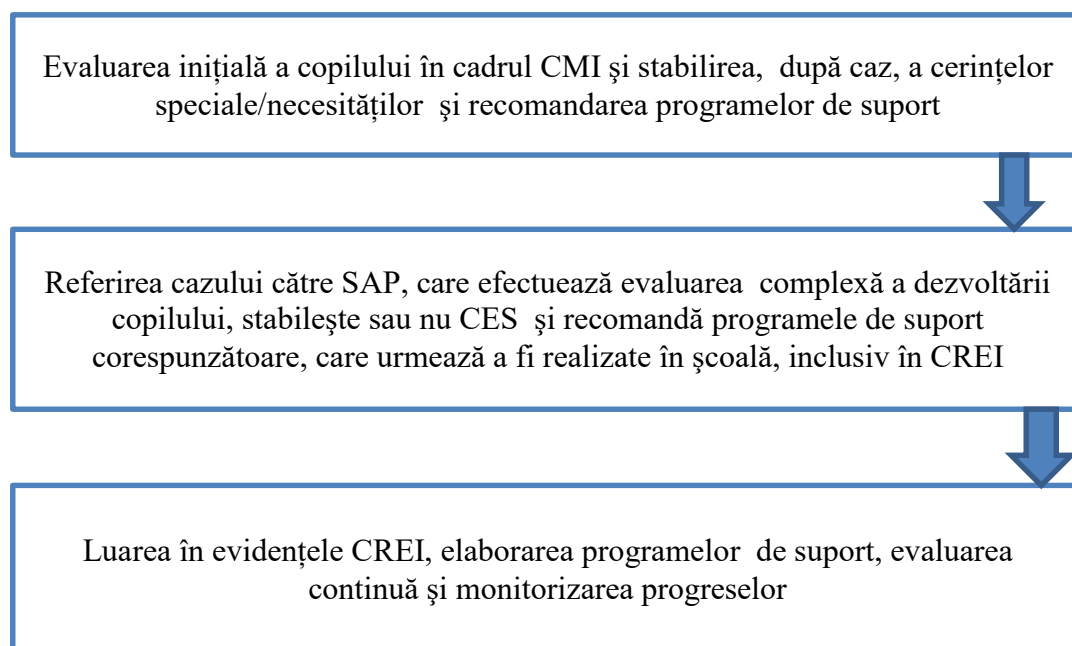 Evaluarea inițială a copilului în cadrul CMI şi stabilirea, după caz, a cerințelor
speciale/necesităților şi recomandarea programelor de suport
Referirea cazului către SAP, care efectuează evaluarea complexă a dezvoltării
copilului, stabileşte sau nu CES şi recomandă programele de suport
corespunzătoare, care urmează a fi realizate în şcoală, inclusiv în CREI
Luarea în evidențele CREI, elaborarea programelor de suport, evaluarea
continuă şi monitorizarea progreselor